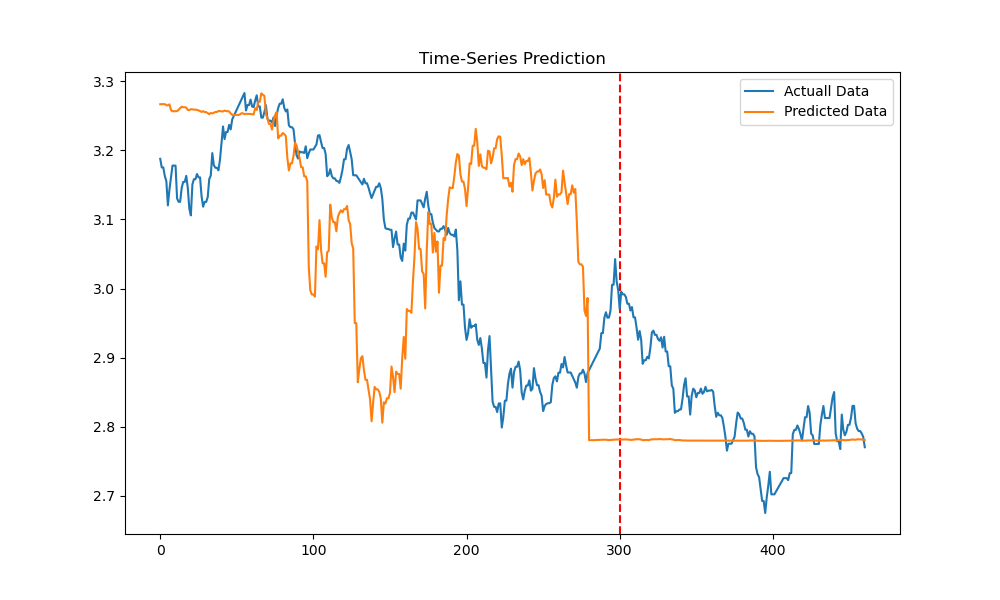 Time-Series Prediction
Actuall Data
Predicted Data
3.3
3.2
3.1
3.0
2.9
2.8
2.7
0 100 200 300 400